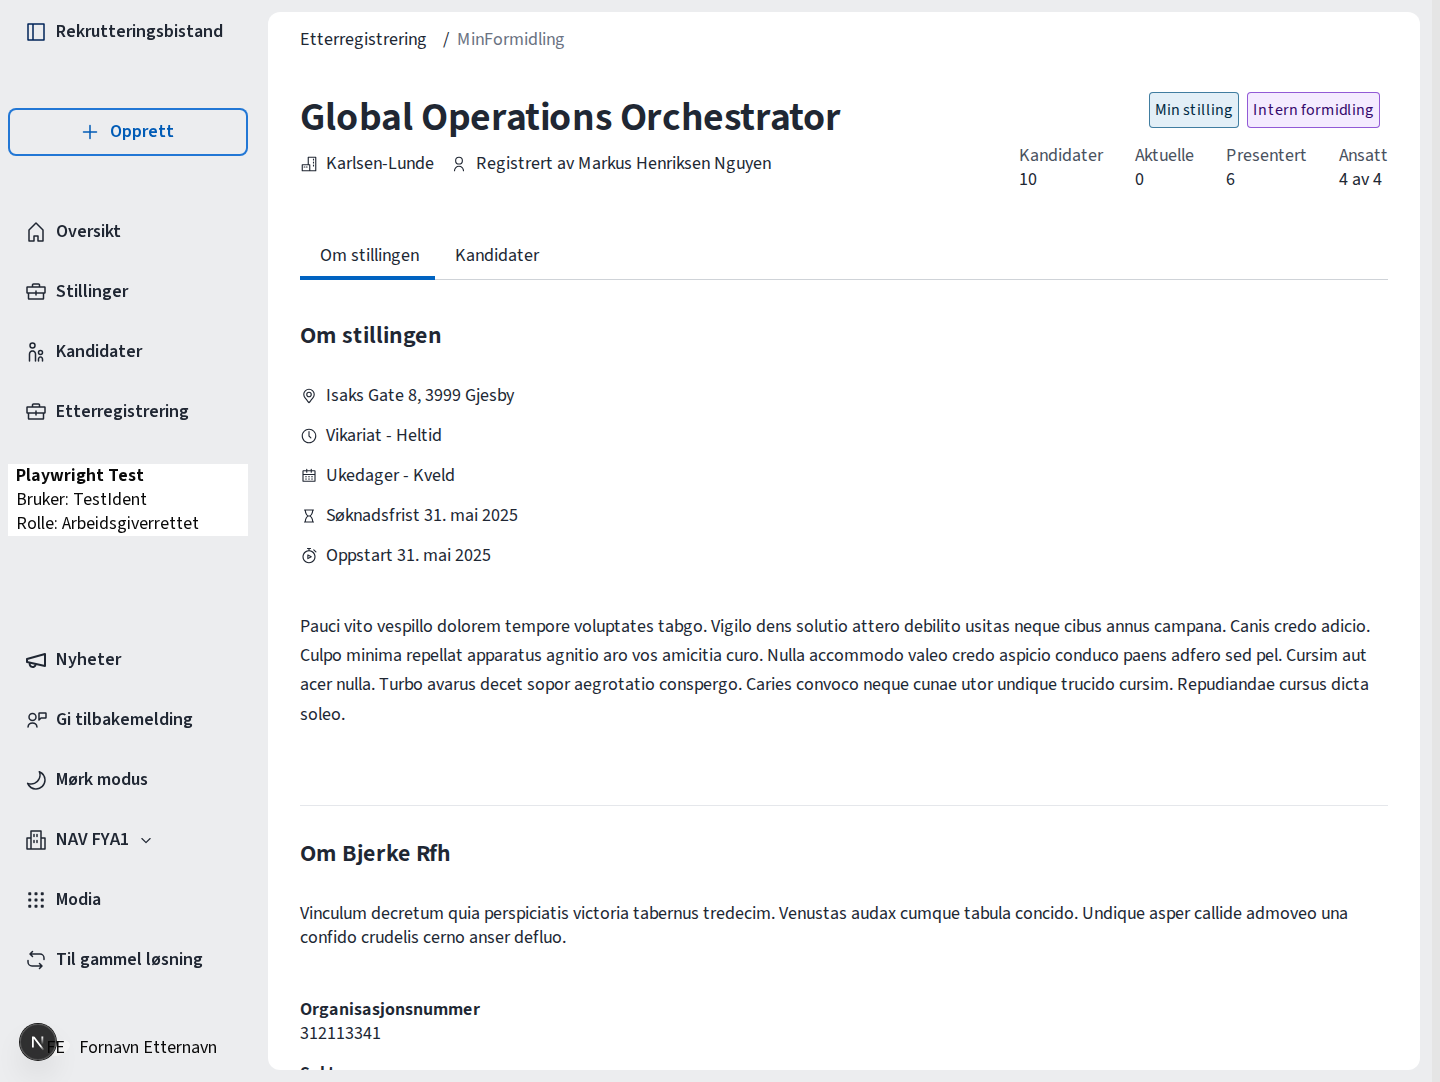 Rekrutteringsbistand
Opprett
Oversikt
Stillinger
Kandidater
Etterregistrering
Playwright Test
Bruker: TestIdent
Rolle: Arbeidsgiverrettet
Nyheter
Gi tilbakemelding
Mørk modus
NAV FYA1
Modia
Til gammel løsning
N
FE Fornavn Etternavn
Etterregistrering / MinFormidling
Global Operations Orchestrator
Karlsen-Lunde Registrert av Markus Henriksen Nguyen
Min stilling Intern formidling
Kandidater Aktuelle Presentert Ansatt
10 0 6 4 av 4
Om stillingen Kandidater
Om stillingen
Isaks Gate 8, 3999 Gjesby
Vikariat - Heltid
Ukedager - Kveld
Søknadsfrist 31. mai 2025
Oppstart 31. mai 2025
Pauci vito vespillo dolorem tempore voluptates tabgo. Vigilo dens solutio attero debilito usitas neque cibus annus campana. Canis credo adicio.
Culpo minima repellat apparatus agnitio aro vos amicitia curo. Nulla accommodo valeo credo aspicio conduco paens adfero sed pel. Cursim aut
acer nulla. Turbo avarus decet sopor aegrotatio conspergo. Caries convoco neque cunae utor undique trucido cursim. Repudiandae cursus dicta
soleo.
Om Bjerke Rfh
Vinculum decretum quia perspiciatis victoria tabernus tredecim. Venustas audax cumque tabula concido. Undique asper callide admoveo una
confido crudelis cerno anser defluo.
Organisasjonsnummer
312113341